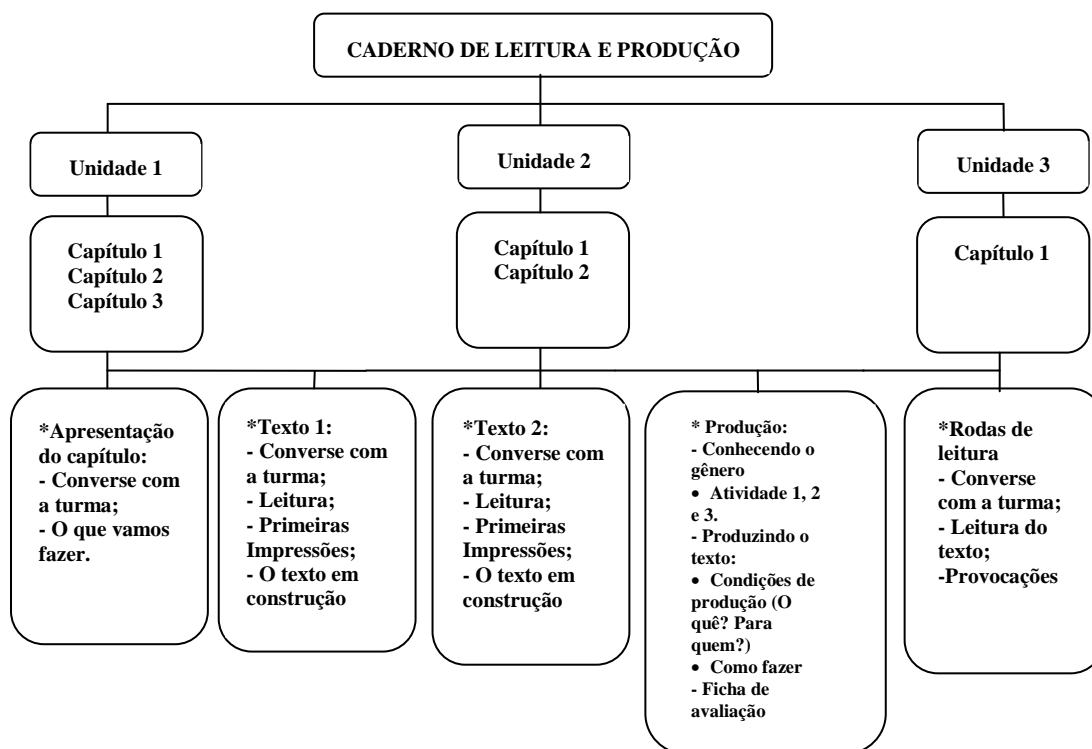 CADERNO DE LEITURA E PRODUÇÃO
Unidade 1
Unidade 2
Unidade 3
Capítulo 1
Capítulo 2
Capítulo 3
Capítulo 1
Capítulo 2
Capítulo 1
*Apresentação
do capítulo:
- Converse com
a turma;
- O que vamos
fazer.
*Texto 1:
- Converse com
a turma;
- Leitura;
- Primeiras
Impressões;
- O texto em
construção
*Texto 2:
- Converse com
a turma;
- Leitura;
- Primeiras
Impressões;
- O texto em
construção
* Produção:
- Conhecendo o
gênero
• Atividade 1, 2
e 3.
- Produzindo o
texto:
• Condições de
produção (O
quê? Para
quem?)
• Como fazer
- Ficha de
avaliação
*Rodas de
leitura
- Converse
com a turma;
- Leitura do
texto;
-Provocações